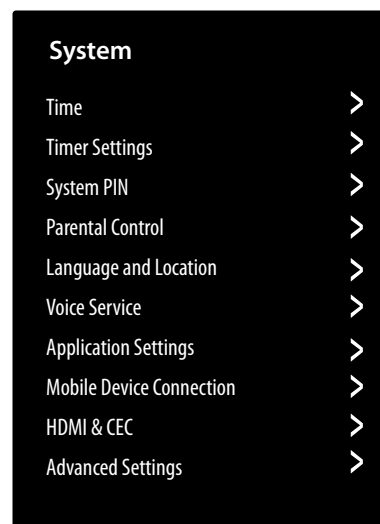 System
Time
Timer Settings
System PIN
Parental Control
Language and Location
Voice Service
Application Settings
Mobile Device Connection
HDMI & CEC
Advanced Settings